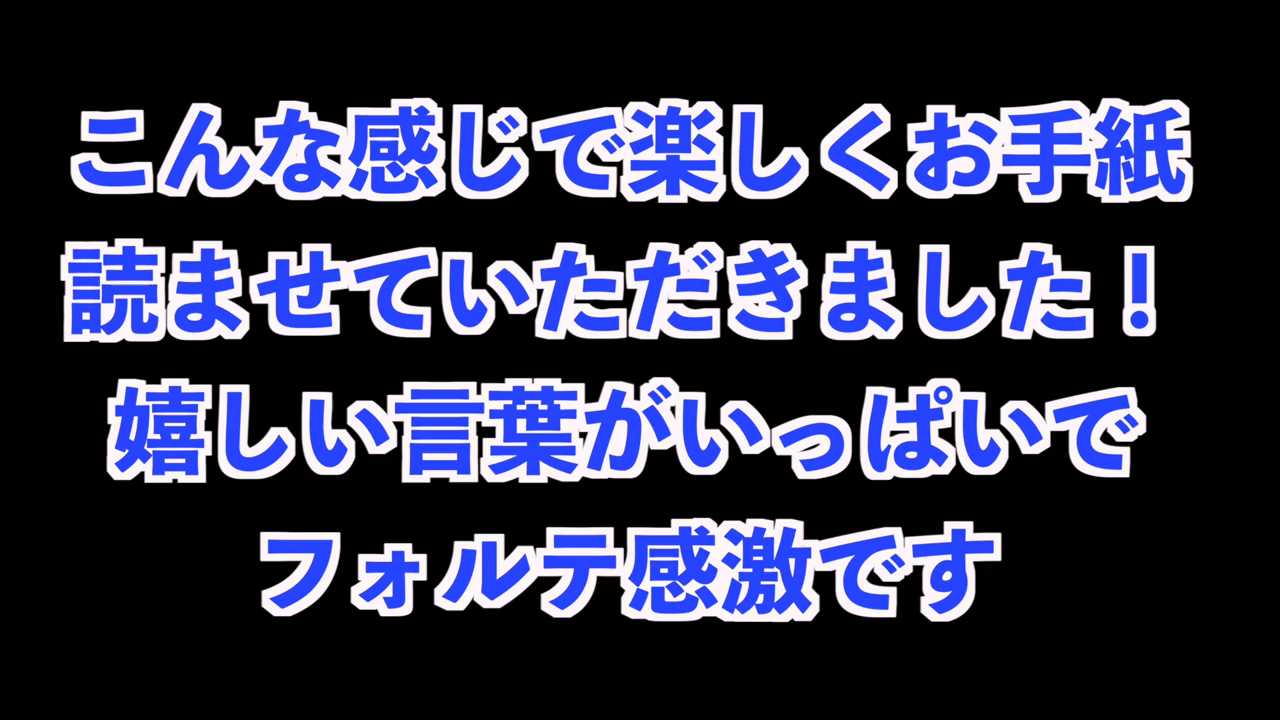 こんな感じで楽しくお手紙
読ませていただきました！
嬉しい言葉がいっぱいで
フォルテ感激です